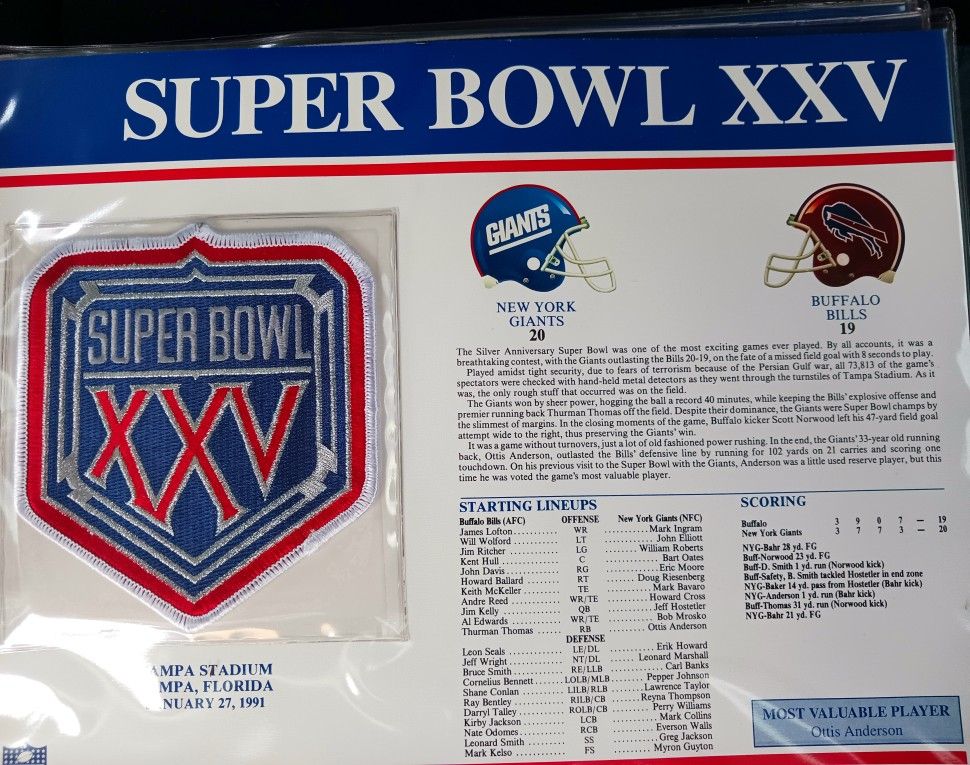 SUPER BOWL XXV
SUPER BOWL
XXV
AMPA STADIUM
MPA, FLORIDA
NUARY 27, 1991
GIANTS
NEW YORK
GIANTS
20
BUFFALO
BILLS
19
The Silver Anniversary Super Bowl was one of the most exciting games ever played. By all accounts, it was a
breathtaking contest, with the Giants outlasting the Bills 20-19, on the fate of a missed field goal with 8 seconds to play.
Played amidst tight security, due to fears of terrorism because of the Persian Gulf war, all 73,813 of the game's
spectators were checked with hand-held metal detectors as they went through the turnstiles of Tampa Stadium. As it
was, the only rough stuff that occurred was on the field.
The Giants won by sheer power, hogging the ball a record 40 minutes, while keeping the Bills' explosive offense and
premier running back Thurman Thomas off the field. Despite their dominance, the Giants were Super Bowl champs by
the slimmest of margins. In the closing moments of the game, Buffalo kicker Scott Norwood left his 47-yard field goal
attempt wide to the right, thus preserving the Giants' win.
It was a game without turnovers, just a lot of old fashioned power rushing. In the end, the Giants' 33-year old running
back, Ottis Anderson, outlasted the Bills' defensive line by running for 102 yards on 21 carries and scoring one
touchdown. On his previous visit to the Super Bowl with the Giants, Anderson was a little used reserve player, but this
time he was voted the game's most valuable player.
STARTING LINEUPS
Buffalo Bills (AFC) OFFENSE New York Giants (NFC)
James Lofton........... WR ........... Mark Ingram
Will Wolford ........... LT ........... John Elliott
Jim Ritcher ........... LG ........... William Roberts
Kent Hull ........... C ........... Bart Oates
John Davis ........... RG ........... Eric Moore
Howard Ballard ........... RT ........... Doug Riesenberg
Keith McKeller ........... TE ........... Mark Bavaro
Andre Reed ........... WR/TE ........... Howard Cross
Jim Kelly ........... QB ........... Jeff Hostetler
Al Edwards ........... WR/TE ........... Bob Mrosko
Thurman Thomas ........... RB ........... Ottis Anderson
DEFENSE
Leon Seals ........... LE/DL ........... Erik Howard
Jeff Wright ........... NT/DL ........... Leonard Marshall
Bruce Smith ........... RE/LLB ........... Carl Banks
Cornelius Bennett ........... LOLB/MLB ........... Pepper Johnson
Shane Conlan ........... LILB/RLB ........... Lawrence Taylor
Ray Bentley ........... RILB/CB ........... Reyna Thompson
Darryl Talley ........... ROLB/CB ........... Perry Williams
Kirby Jackson ........... LCB ........... Mark Collins
Nate Odomes ........... RCB ........... Everson Walls
Leonard Smith ........... SS ........... Greg Jackson
Mark Kelso ........... FS ........... Myron Guyton
SCORING
Buffalo 3 9 0 7 — 19
New York Giants 3 7 7 3 — 20
NYG-Bahr 28 yd. FG
Buff-Norwood 23 yd. FG
Buff-D. Smith 1 yd. run (Norwood kick)
Buff-Safety, B. Smith tackled Hostetler in end zone
NYG-Baker 14 yd. pass from Hostetler (Bahr kick)
NYG-Anderson 1 yd. run (Bahr kick)
Buff-Thomas 31 yd. run (Norwood kick)
NYG-Bahr 21 yd. FG
MOST VALUABLE PLAYER
Ottis Anderson